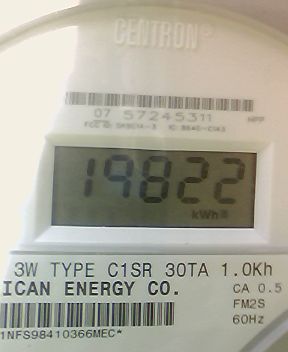 CENTRON®
07 57245311 NPP
19822
kWh
3W TYPE C1SR 30TA 1.0Kh
ICAN ENERGY CO. CA 0.5
FM2S
60Hz
1NFS98410366MEC*